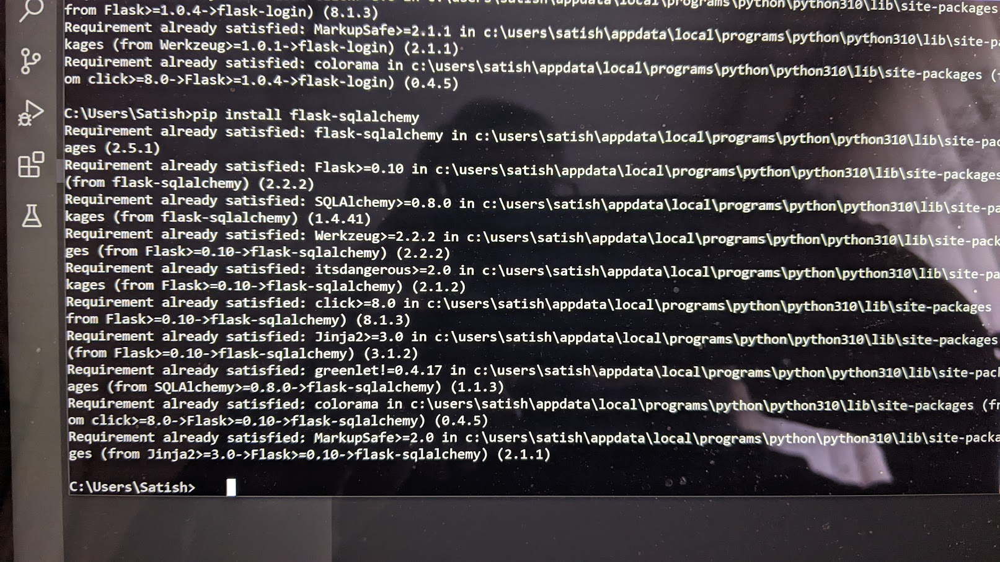 from Flask>=1.0.4->flask-login) (8.1.3)
Requirement already satisfied: MarkupSafe>=2.1.1 in c:\users\satish\appdata\local\programs\python\python310\lib\site-pa
kages (from Werkzeug>=1.0.1->flask-login) (2.1.1)
Requirement already satisfied: colorama in c:\users\satish\appdata\local\programs\python\python310\lib\site-packages (
om click>=8.0->Flask>=1.0.4->flask-login) (0.4.5)
C:\Users\Satish>pip install flask-sqlalchemy
Requirement already satisfied: flask-sqlalchemy in c:\users\satish\appdata\local\programs\python\python310\lib\site-pac
ages (2.5.1)
Requirement already satisfied: Flask>=0.10 in c:\users\satish\appdata\local\programs\python\python310\lib\site-packages
(from flask-sqlalchemy) (2.2.2)
Requirement already satisfied: SQLAlchemy>=0.8.0 in c:\users\satish\appdata\local\programs\python\python310\lib\site-pa
kages (from flask-sqlalchemy) (1.4.41)
Requirement already satisfied: Werkzeug>=2.2.2 in c:\users\satish\appdata\local\programs\python\python310\lib\site-pack
ges (from Flask>=0.10->flask-sqlalchemy) (2.2.2)
Requirement already satisfied: itsdangerous>=2.0 in c:\users\satish\appdata\local\programs\python\python310\lib\site-pa
kages (from Flask>=0.10->flask-sqlalchemy) (2.1.2)
Requirement already satisfied: click>=8.0 in c:\users\satish\appdata\local\programs\python\python310\lib\site-packages
from Flask>=0.10->flask-sqlalchemy) (8.1.3)
Requirement already satisfied: Jinja2>=3.0 in c:\users\satish\appdata\local\programs\python\python310\lib\site-packages
(from Flask>=0.10->flask-sqlalchemy) (3.1.2)
Requirement already satisfied: greenlet!=0.4.17 in c:\users\satish\appdata\local\programs\python\python310\lib\site-pac
ages (from SQLAlchemy>=0.8.0->flask-sqlalchemy) (1.1.3)
Requirement already satisfied: colorama in c:\users\satish\appdata\local\programs\python\python310\lib\site-packages (fr
om click>=8.0->Flask>=0.10->flask-sqlalchemy) (0.4.5)
Requirement already satisfied: MarkupSafe>=2.0 in c:\users\satish\appdata\local\programs\python\python310\lib\site-packa
ges (from Jinja2>=3.0->Flask>=0.10->flask-sqlalchemy) (2.1.1)
C:\Users\Satish>